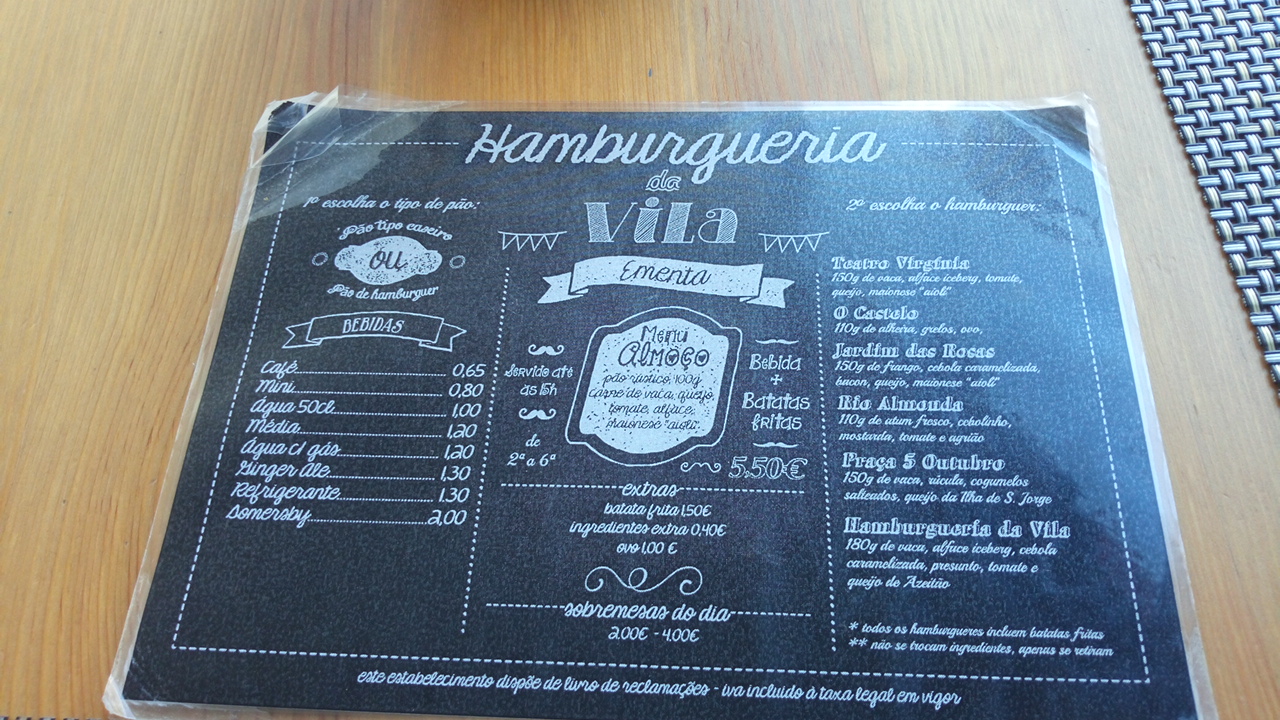 Hamburgueria
da
Vila
1º escolha o tipo de pão:
Pão tipo caseiro
ou
Pão de hamburguer
BEBIDAS
Café 0,65
Mini 0,80
Água 50cl 1,00
Média 1,20
Água c/ gás 1,20
Ginger Ale 1,30
Refrigerante 1.30
Somersby 2,00
Ementa
Menu
Almoço
pão rústico, 100g
carne de vaca, queijo,
tomate, alface,
maionese "aioli"
servido até
às 15h
de
2ª a 6ª
Bebida
+
Batatas
fritas
5,50€
extras
batata frita 1,50€
ingredientes extra 0,40€
ovo 1,00 €
sobremesas do dia
2,00€ - 4,00€
2º escolha o hamburguer:
Teatro Virgínia
150g de vaca, alface iceberg, tomate,
queijo, maionese "aioli"
O Castelo
110g de alheira, grelos, ovo,
Jardim das Rosas
150g de frango, cebola caramelizada,
bacon, queijo, maionese "aioli"
Rio Almonda
110g de atum fresco, cebolinho,
mostarda, tomate e agrião
Praça 5 Outubro
150g de vaca, rúcula, cogumelos
salteados, queijo da Ilha de S. Jorge
Hamburgueria da Vila
180g de vaca, alface iceberg, cebola
caramelizada, presunto, tomate e
queijo de Azeitão
* todos os hamburgueres incluem batatas fritas
** não se trocam ingredientes, apenas se retiram
este estabelecimento dispõe de livro de reclamações - iva incluído à taxa legal em vigor